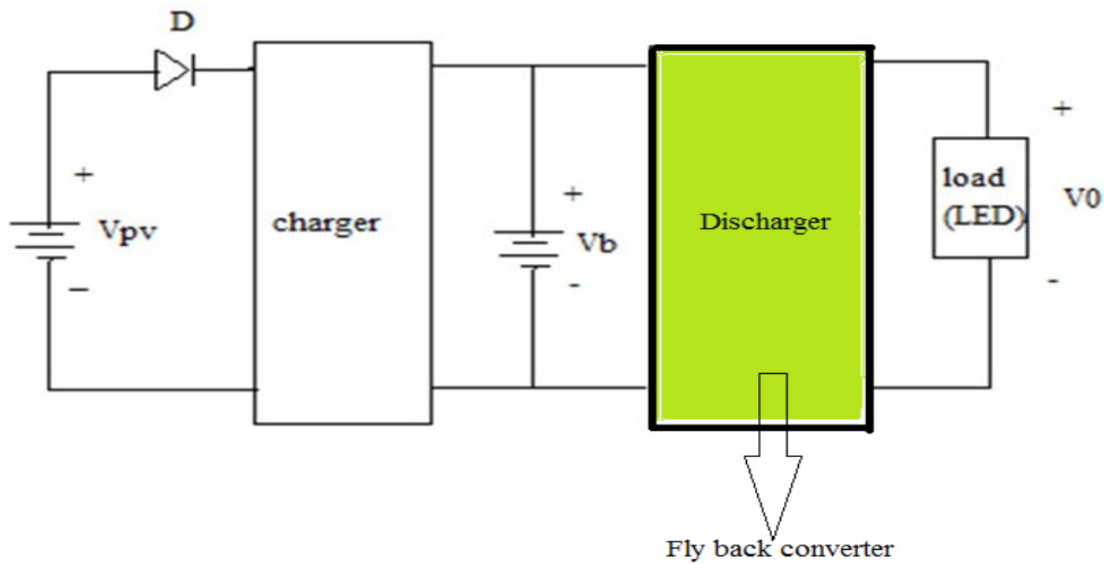 D
+
Vpv
–
charger
+
Vb
-
Discharger
load
(LED)
+
V0
-
Fly back converter